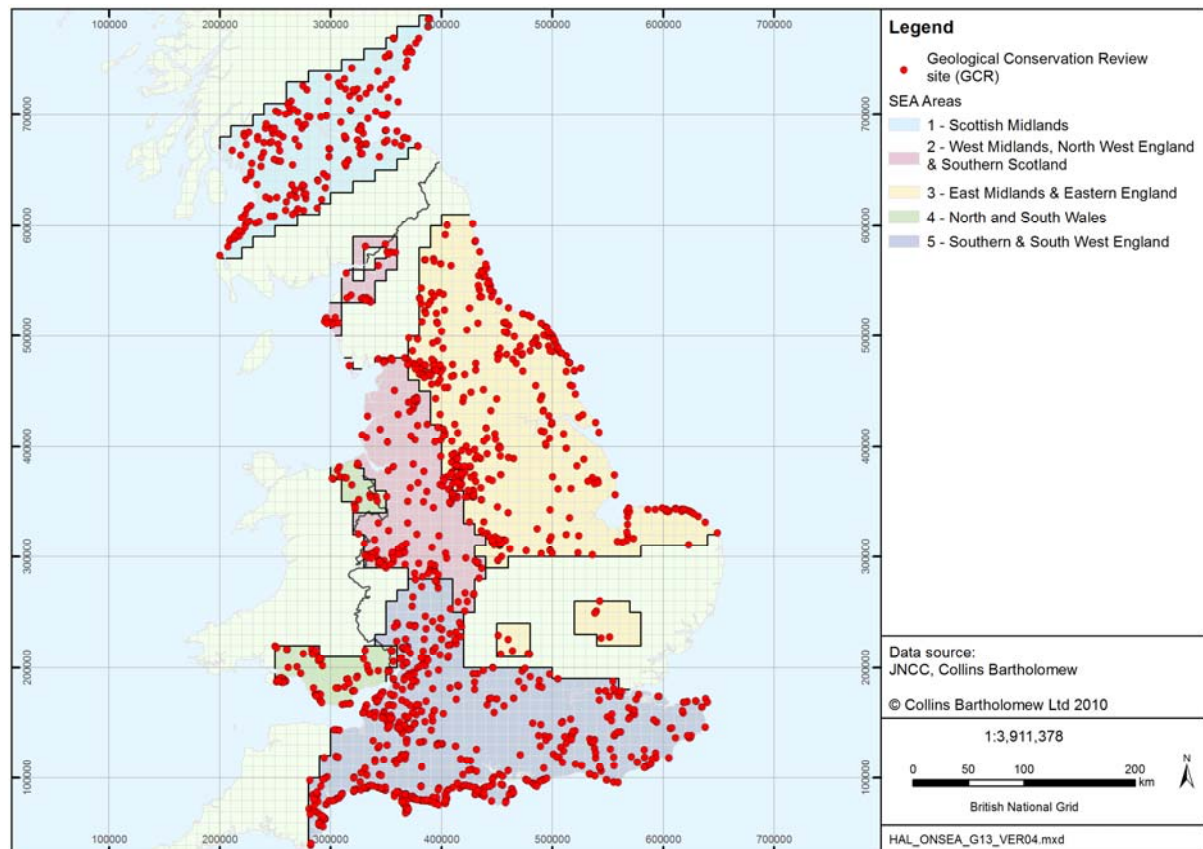 100000 200000 300000 400000 500000 600000 700000
700000
700000
600000
600000
500000
500000
400000
400000
300000
300000
200000
200000
100000
100000
100000 200000 300000 400000 500000 600000 700000
Legend
Geological Conservation Review
site (GCR)
SEA Areas
1 - Scottish Midlands
2 - West Midlands, North West England
& Southern Scotland
3 - East Midlands & Eastern England
4 - North and South Wales
5 - Southern & South West England
Data source:
JNCC, Collins Bartholomew
© Collins Bartholomew Ltd 2010
1:3,911,378
N
0 50 100 200
km
British National Grid
HAL_ONSEA_G13_VER04.mxd